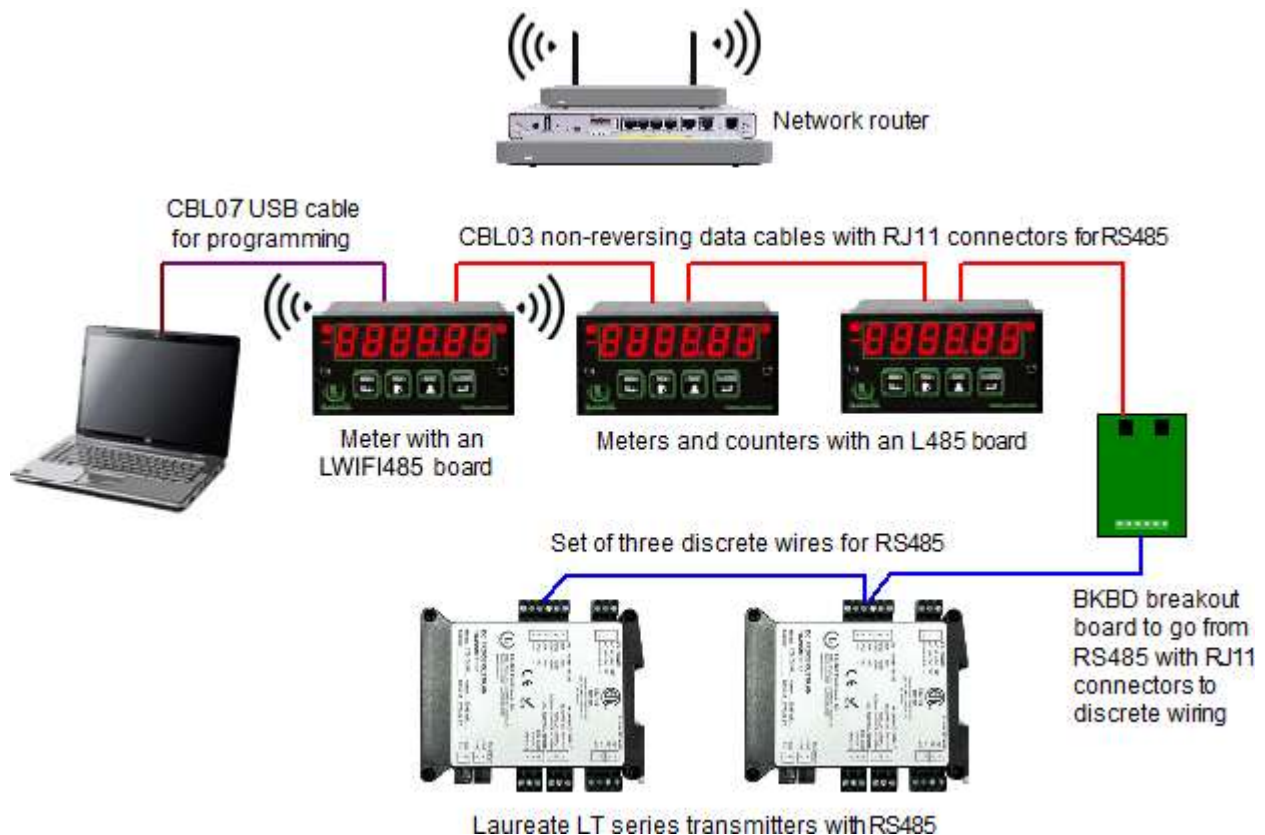 Network router
CBL07 USB cable
for programming
CBL03 non-reversing data cables with RJ11 connectors for RS485
Meter with an
LWIFI485 board
Meters and counters with an L485 board
Set of three discrete wires for RS485
BKBD breakout
board to go from
RS485 with RJ11
connectors to
discrete wiring
Laureate LT series transmitters with RS485